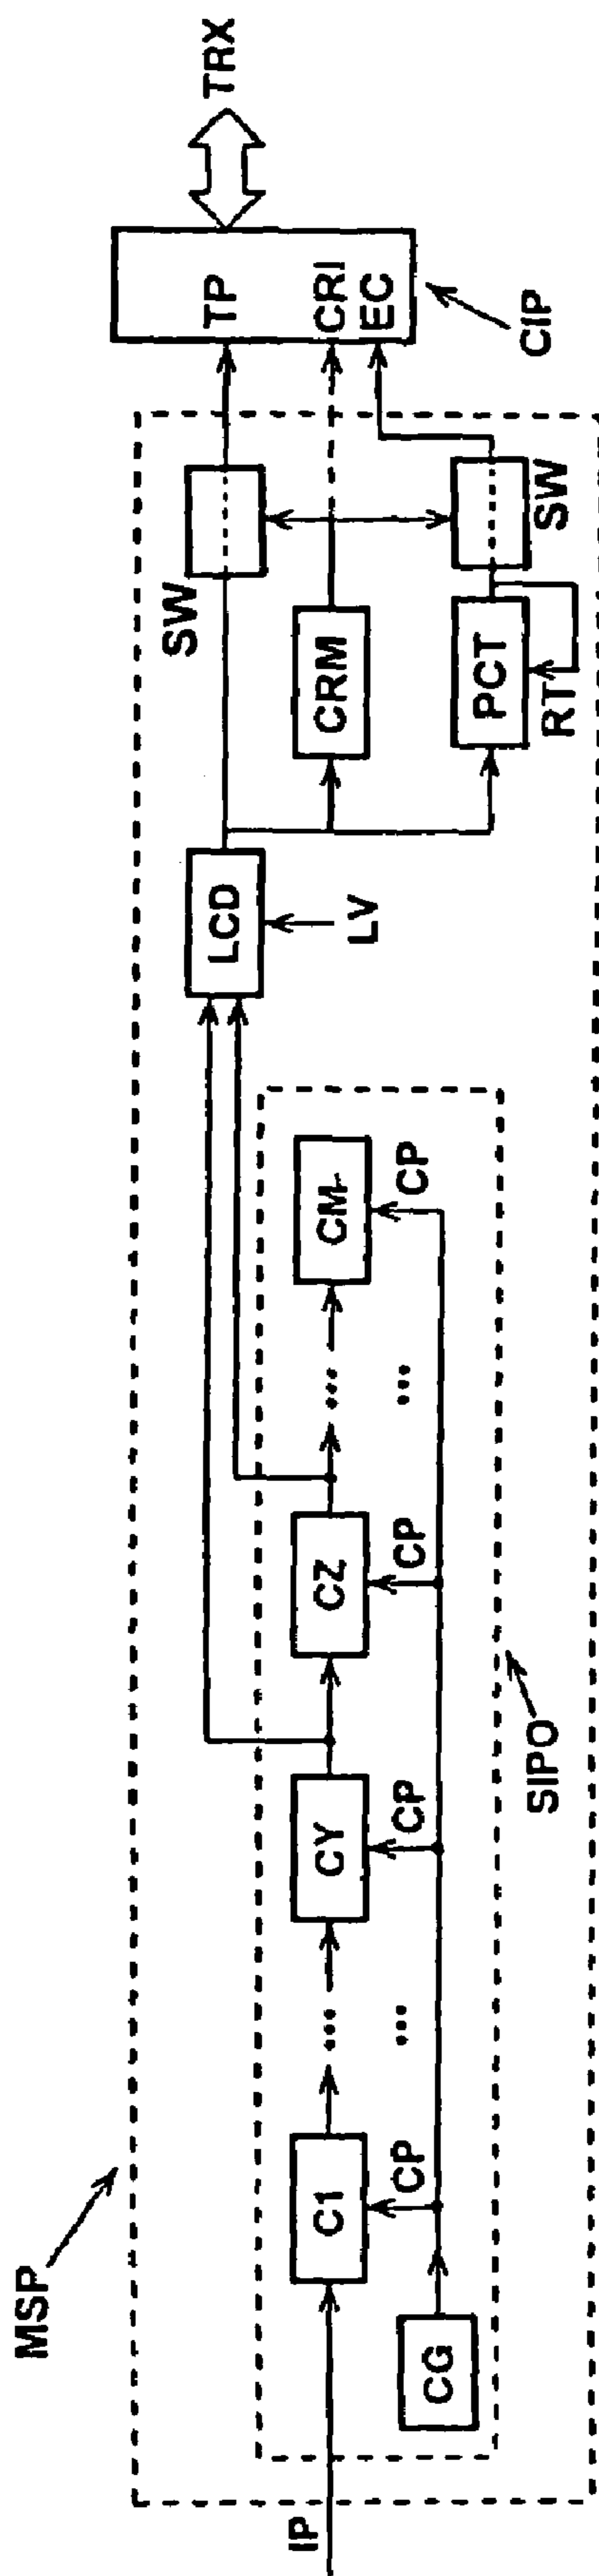 MSP
IP
CG
C1
CP
...
...
CY
CP
CZ
CP
...
...
CM
CP
SIPO
LCD
LV
SW
CRM
PCT
RT
SW
TP
CRI
EC
CIP
TRX